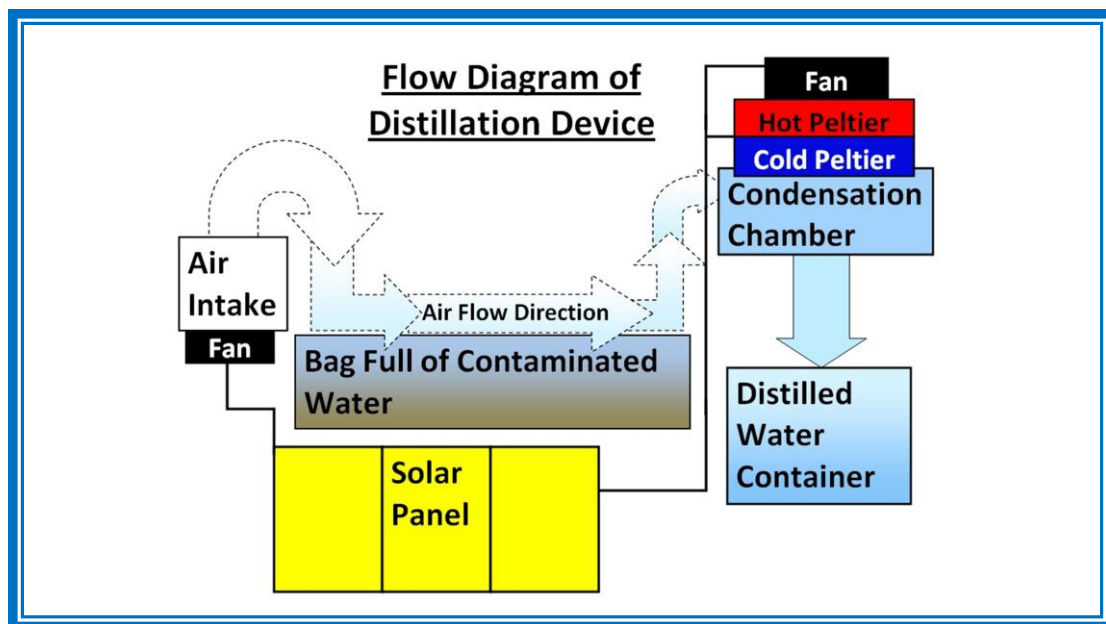 Flow Diagram of
Distillation Device
Fan
Hot Peltier
Cold Peltier
Condensation
Chamber
Air
Intake
Fan
Air Flow Direction
Bag Full of Contaminated
Water
Distilled
Water
Container
Solar
Panel